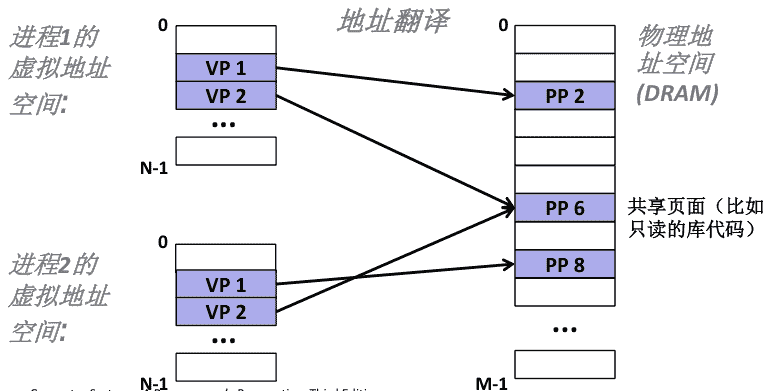 地址翻译
进程1的
虚拟地址
空间:
0
VP 1
VP 2
...
N-1
0
PP 2
PP 6
PP 8
...
M-1
物理地
址空间
(DRAM)
共享页面（比如
只读的库代码）
进程2的
虚拟地址
空间:
0
VP 1
VP 2
...
N-1